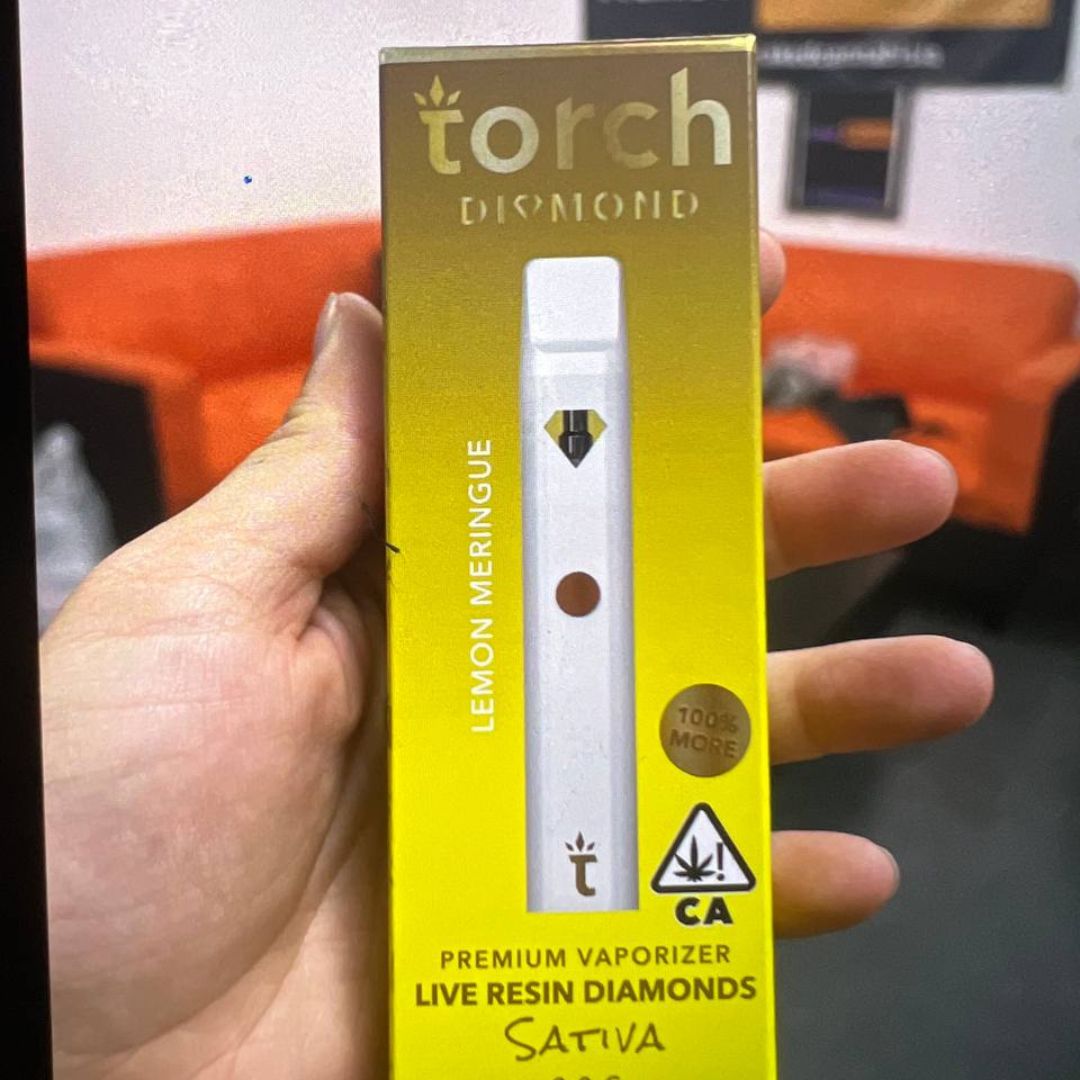 torch
DIAMOND
LEMON MERINGUE
100%
MORE
CA
PREMIUM VAPORIZER
LIVE RESIN DIAMONDS
SATIVA